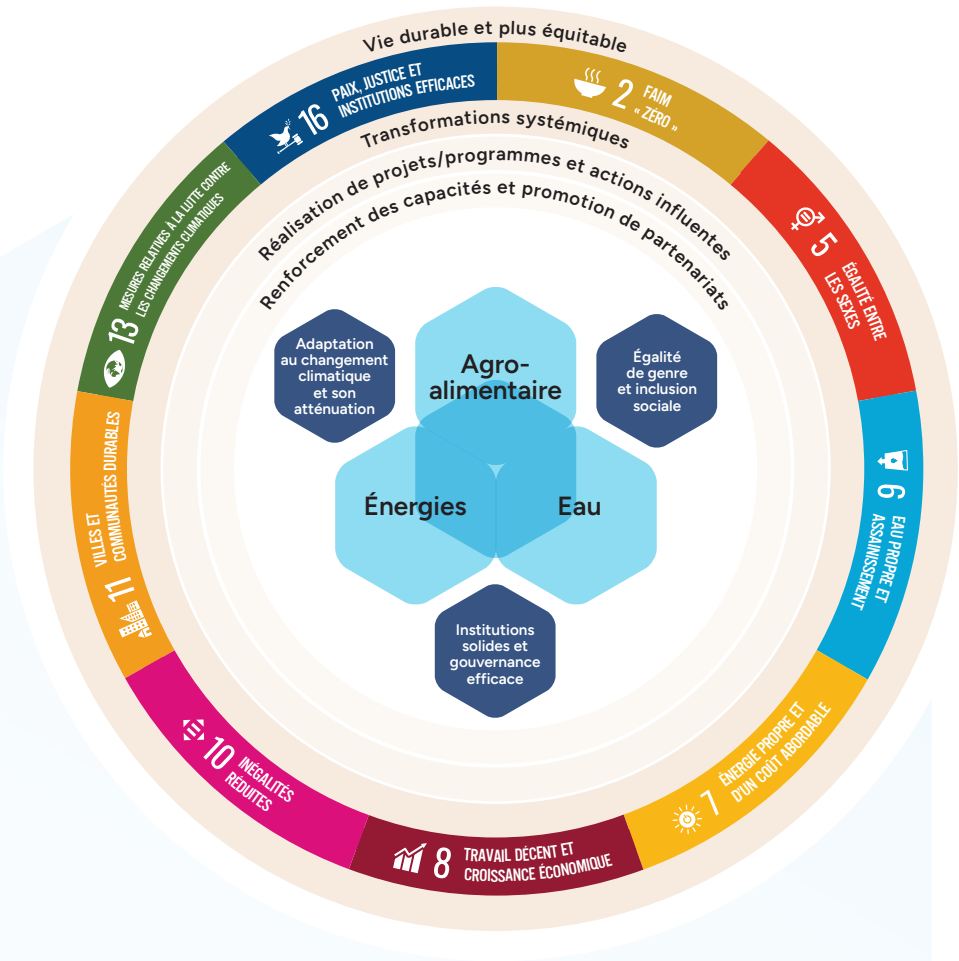 Vie durable et plus équitable
16 PAIX, JUSTICE ET
INSTITUTIONS EFFICACES
2 FAIM
« ZÉRO »
5 ÉGALITÉ ENTRE
LES SEXES
6 EAU PROPRE ET
ASSAINISSEMENT
7 ÉNERGIE PROPRE ET
D'UN COÛT ABORDABLE
8 TRAVAIL DÉCENT ET
CROISSANCE ÉCONOMIQUE
10 INÉGALITÉS
RÉDUITES
11 VILLES ET
COMMUNAUTÉS DURABLES
13 MESURES RELATIVES À LA LUTTE CONTRE
LES CHANGEMENTS CLIMATIQUES
Transformations systémiques
Réalisation de projets/programmes et actions influentes
Renforcement des capacités et promotion de partenariats
Adaptation
au changement
climatique
et son
atténuation
Agro-
alimentaire
Égalité
de genre
et inclusion
sociale
Énergies
Eau
Institutions
solides et
gouvernance
efficace